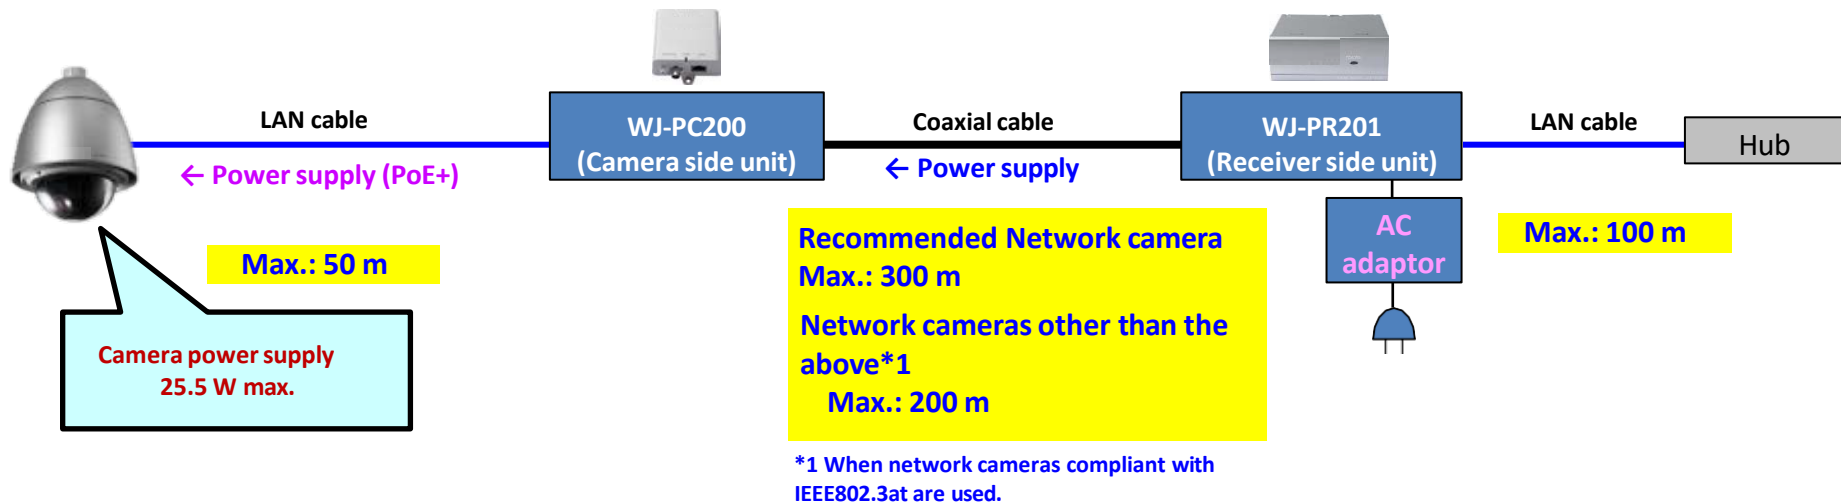 LAN cable
← Power supply (PoE+)
WJ-PC200
(Camera side unit)
Coaxial cable
← Power supply
WJ-PR201
(Receiver side unit)
LAN cable
Hub
AC
adaptor
Max.: 50 m
Recommended Network camera
Max.: 300 m
Network cameras other than the
above*1
Max.: 200 m
Max.: 100 m
Camera power supply
25.5 W max.
*1 When network cameras compliant with
IEEE802.3at are used.